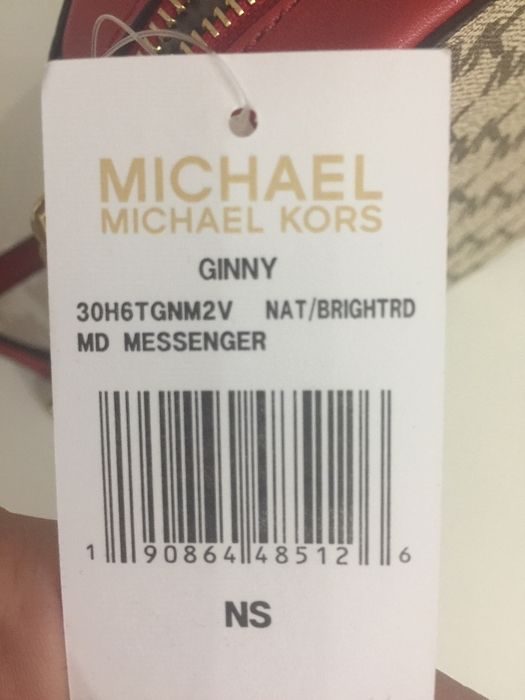 MICHAEL
MICHAEL KORS
GINNY
30H6TGNM2V NAT/BRIGHTRD
MD MESSENGER
1 90864 48512 6
NS